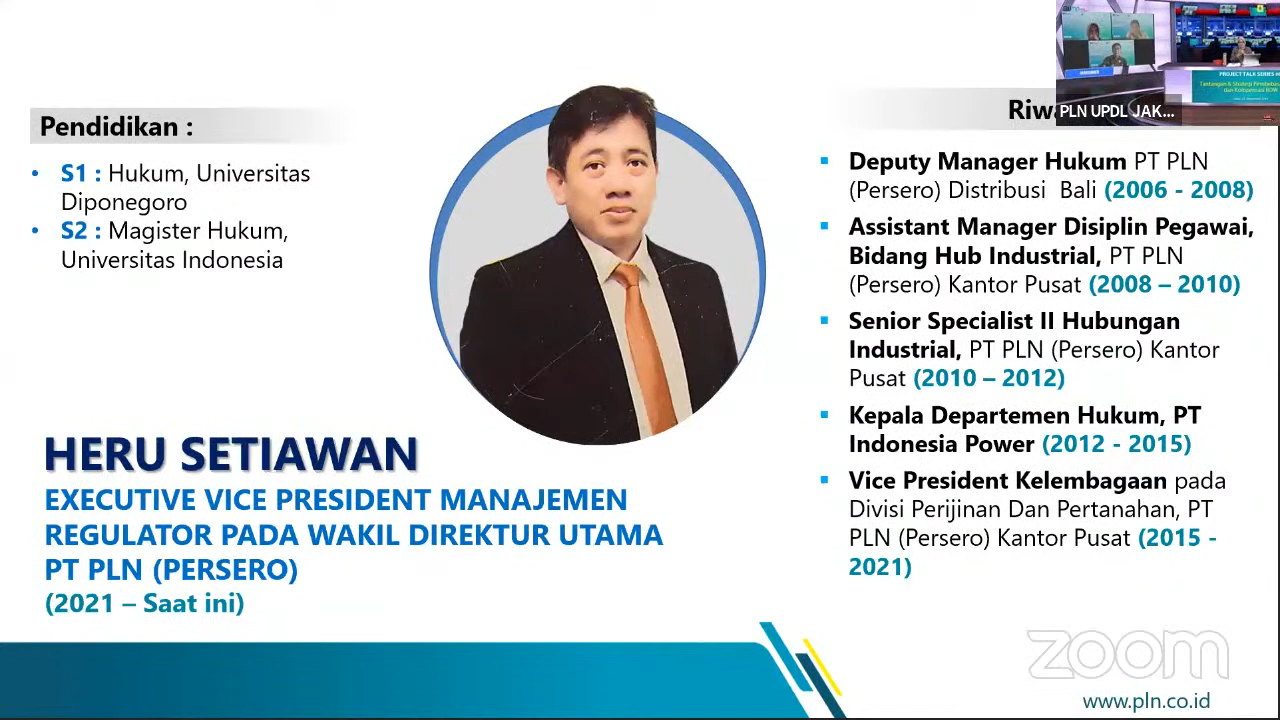 Pendidikan :
• S1 : Hukum, Universitas
Diponegoro
• S2 : Magister Hukum,
Universitas Indonesia
HERU SETIAWAN
EXECUTIVE VICE PRESIDENT MANAJEMEN
REGULATOR PADA WAKIL DIREKTUR UTAMA
PT PLN (PERSERO)
(2021 – Saat ini)
PROJECT TALK SERIES
Riw
PLN UPDL JAK...
▪ Deputy Manager Hukum PT PLN
(Persero) Distribusi Bali (2006 - 2008)
▪ Assistant Manager Disiplin Pegawai,
Bidang Hub Industrial, PT PLN
(Persero) Kantor Pusat (2008 – 2010)
▪ Senior Specialist II Hubungan
Industrial, PT PLN (Persero) Kantor
Pusat (2010 – 2012)
▪ Kepala Departemen Hukum, PT
Indonesia Power (2012 - 2015)
▪ Vice President Kelembagaan pada
Divisi Perijinan Dan Pertanahan, PT
PLN (Persero) Kantor Pusat (2015 -
2021)
zoom
www.pln.co.id